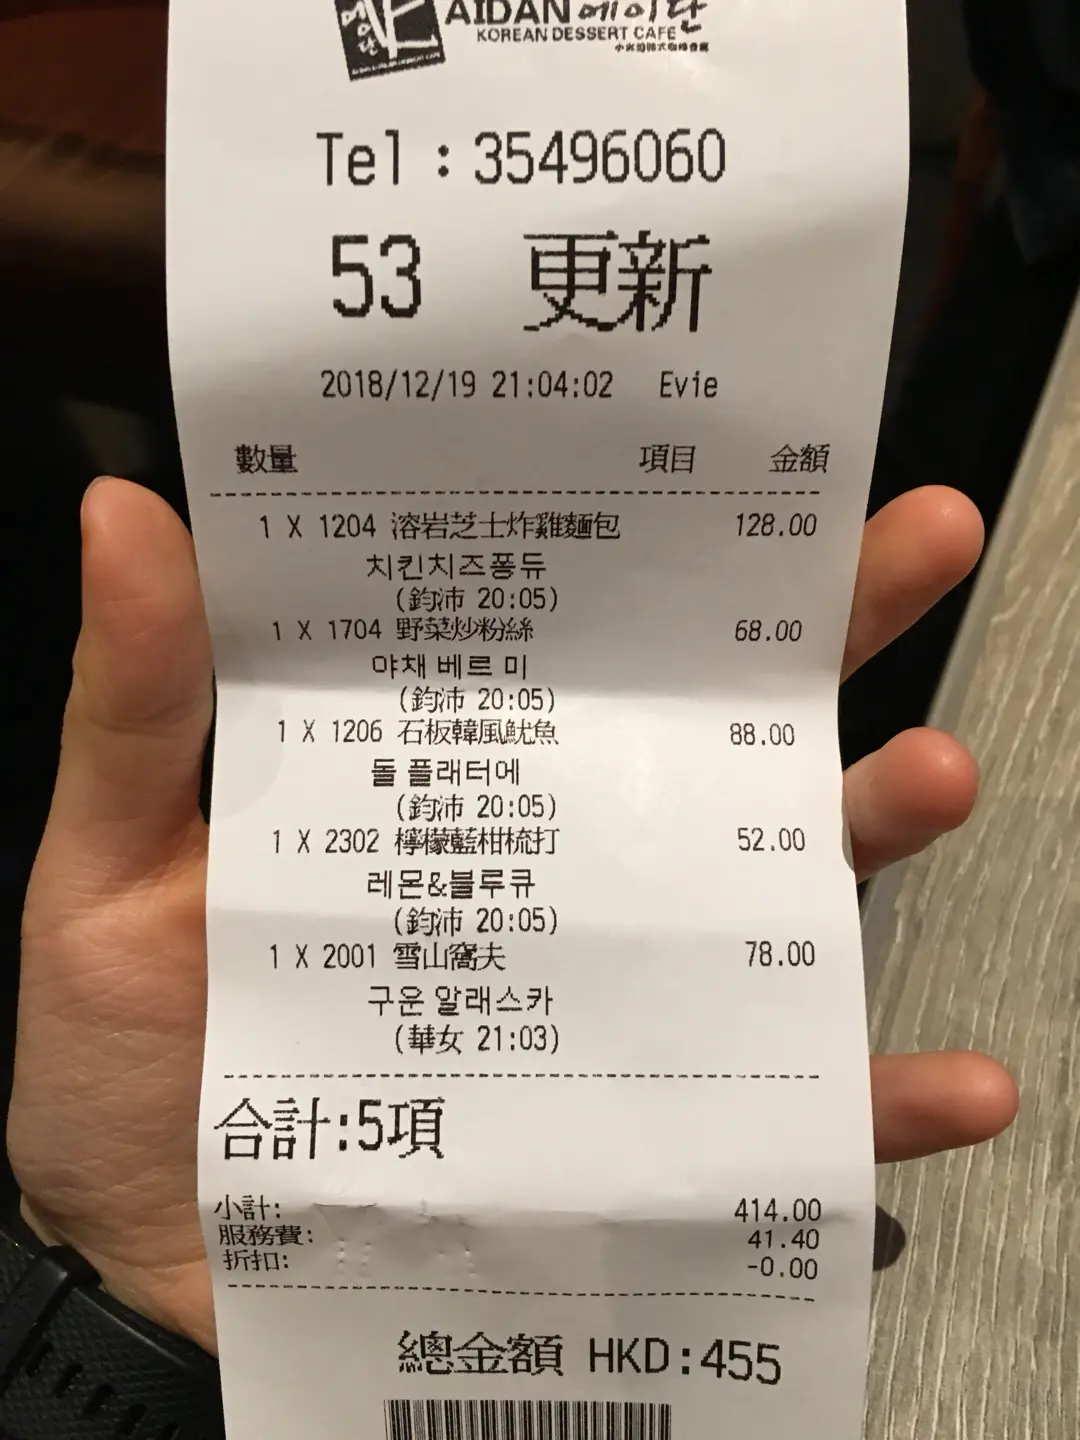 AIDAN 에이단
KOREAN DESSERT CAFE
Tel : 35496060
53 更新
2018/12/19 21:04:02 Evie
數量 項目 金額
1 X 1204 溶岩芝士炸雞麵包 128.00
치킨치즈퐁듀
(鈞沛 20:05)
1 X 1704 野菜炒粉絲 68.00
야채 베르 미
(鈞沛 20:05)
1 X 1206 石板韓風魷魚 88.00
돌 플래터에
(鈞沛 20:05)
1 X 2302 檸檬藍柑梳打 52.00
레몬&블루큐
(鈞沛 20:05)
1 X 2001 雪山窩夫 78.00
구운 알래스카
(華女 21:03)
合計:5項
小計: 414.00
服務費: 41.40
折扣: -0.00
總金額 HKD:455